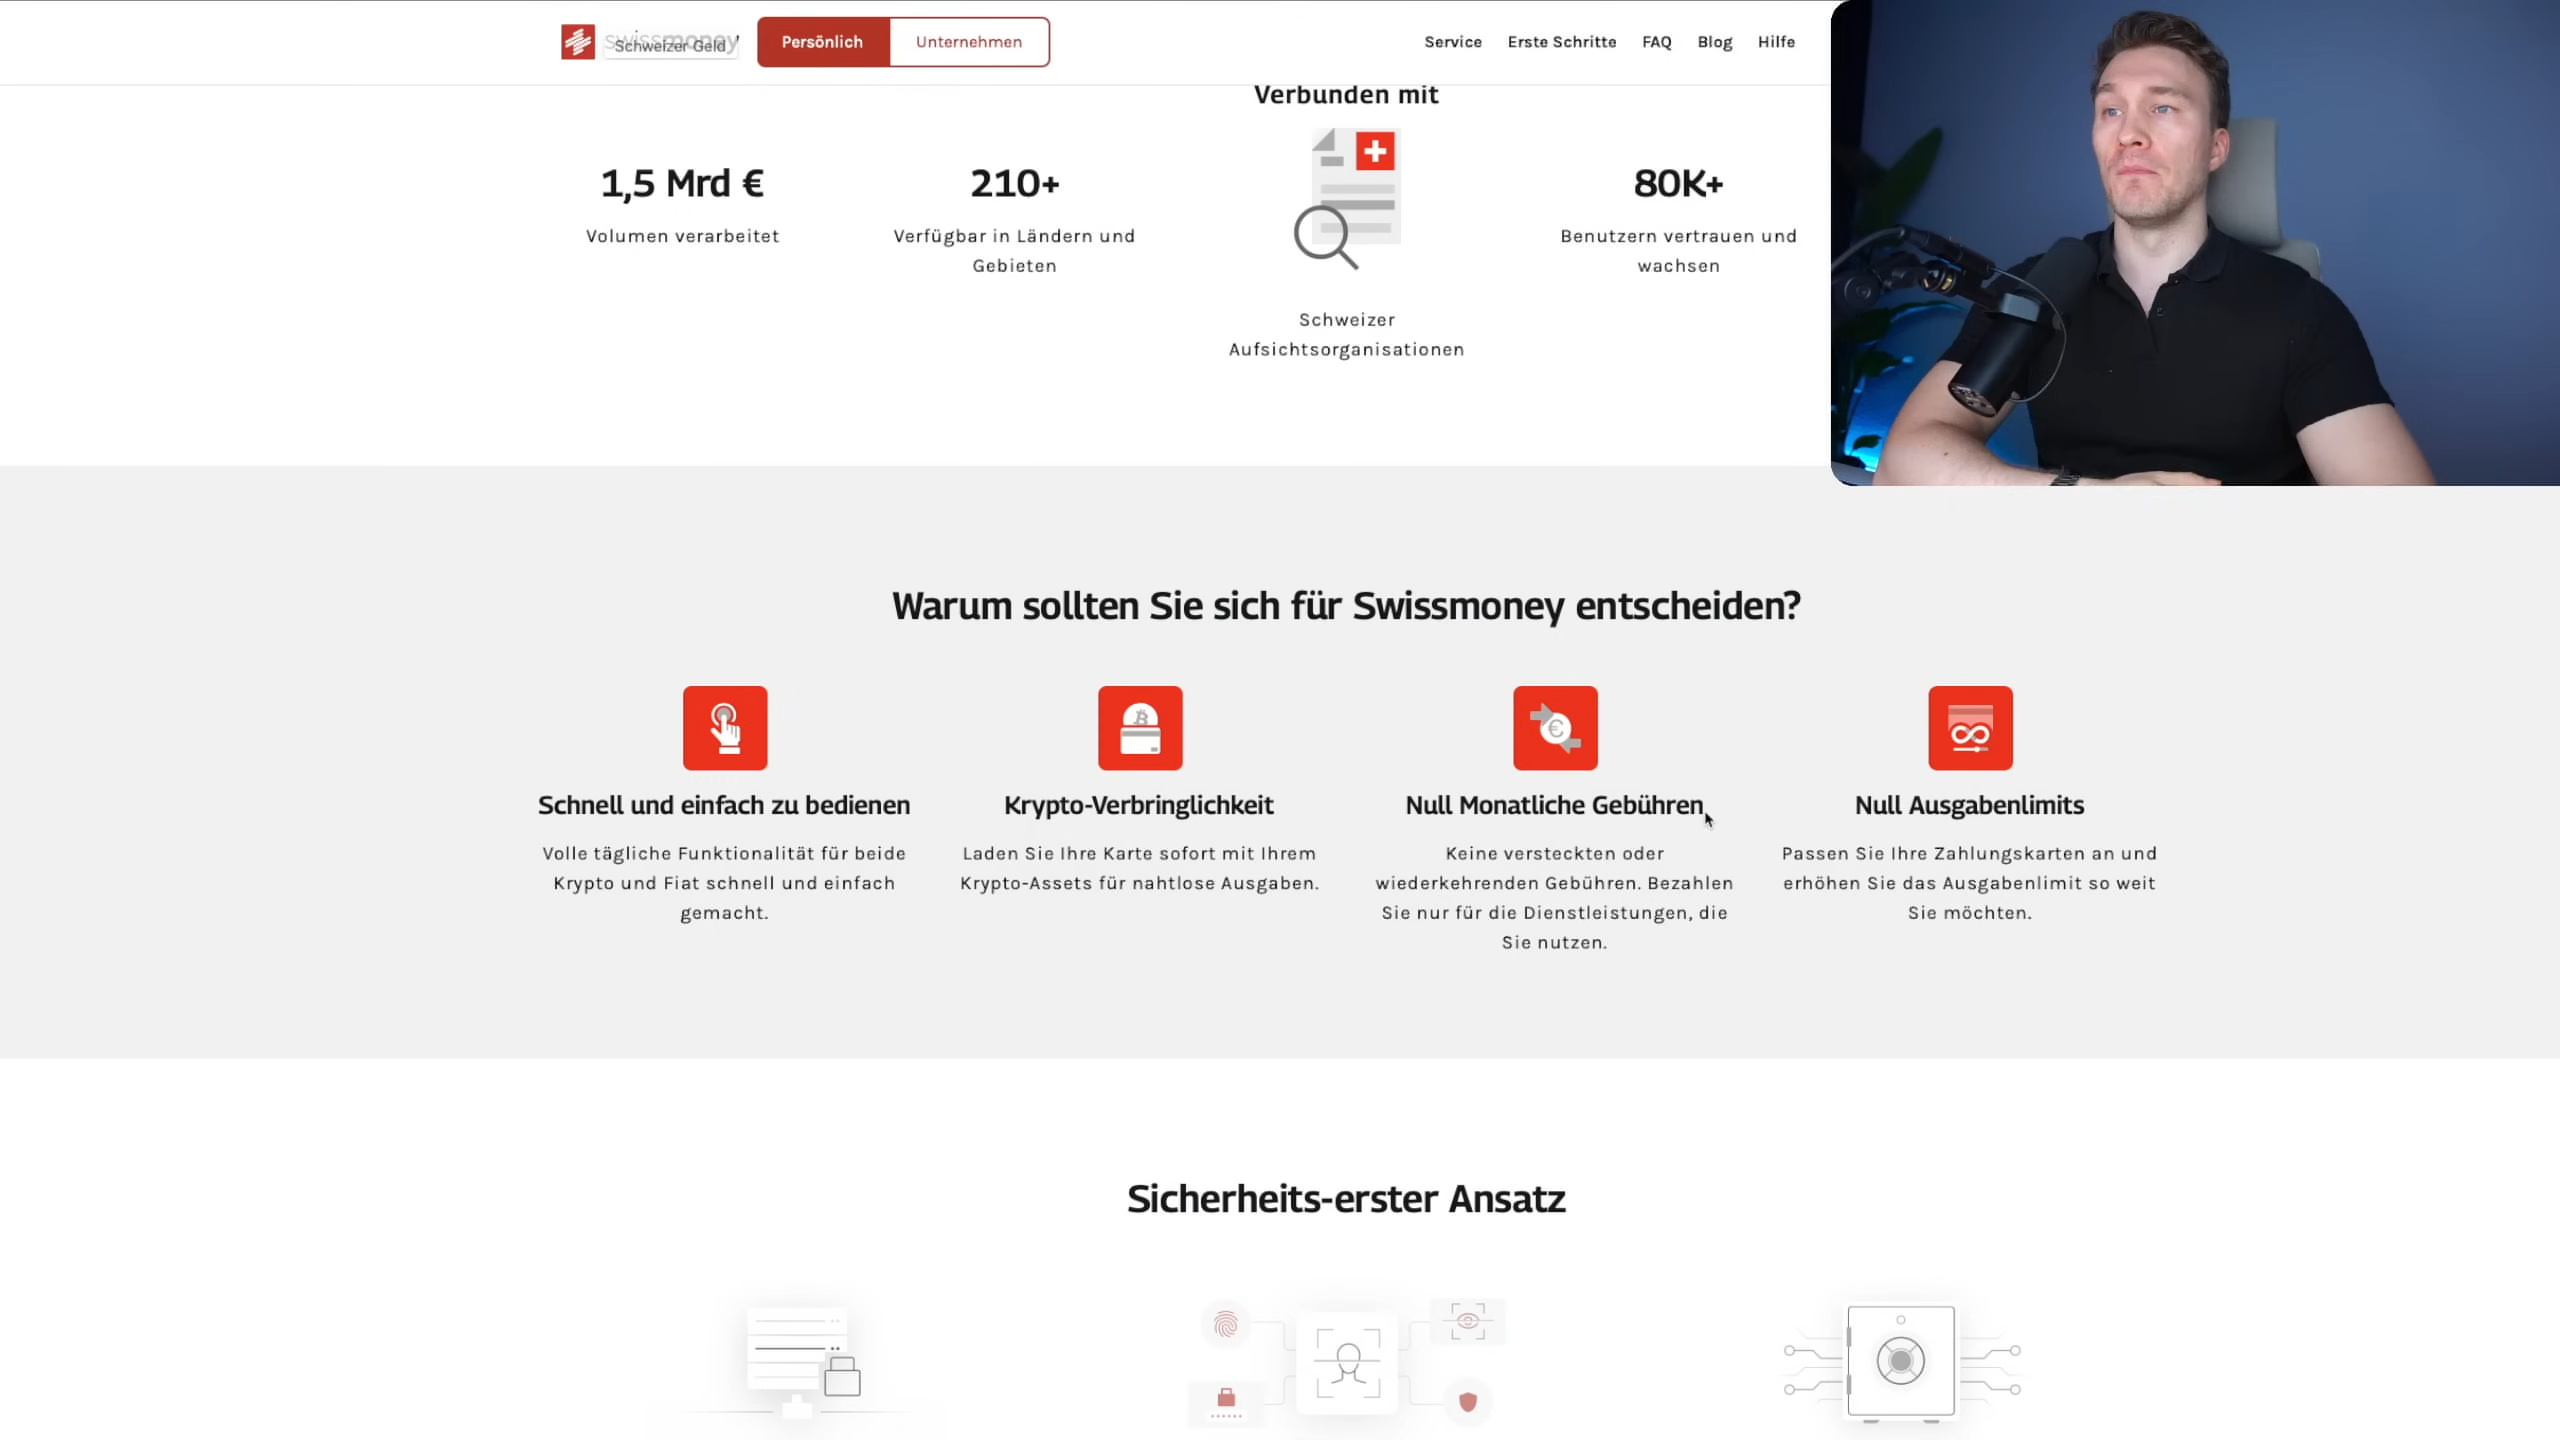 swissmoney
Schweizer Geld
Persönlich
Unternehmen
Service
Erste Schritte
FAQ
Blog
Hilfe
1,5 Mrd €
Volumen verarbeitet
210+
Verfügbar in Ländern und
Gebieten
Verbunden mit
Schweizer
Aufsichtsorganisationen
80K+
Benutzern vertrauen und
wachsen
Warum sollten Sie sich für Swissmoney entscheiden?
Schnell und einfach zu bedienen
Volle tägliche Funktionalität für beide
Krypto und Fiat schnell und einfach
gemacht.
Krypto-Verbringlichkeit
Laden Sie Ihre Karte sofort mit Ihrem
Krypto-Assets für nahtlose Ausgaben.
Null Monatliche Gebühren
Keine versteckten oder
wiederkehrenden Gebühren. Bezahlen
Sie nur für die Dienstleistungen, die
Sie nutzen.
Null Ausgabenlimits
Passen Sie Ihre Zahlungskarten an und
erhöhen Sie das Ausgabenlimit so weit
Sie möchten.
Sicherheits-erster Ansatz